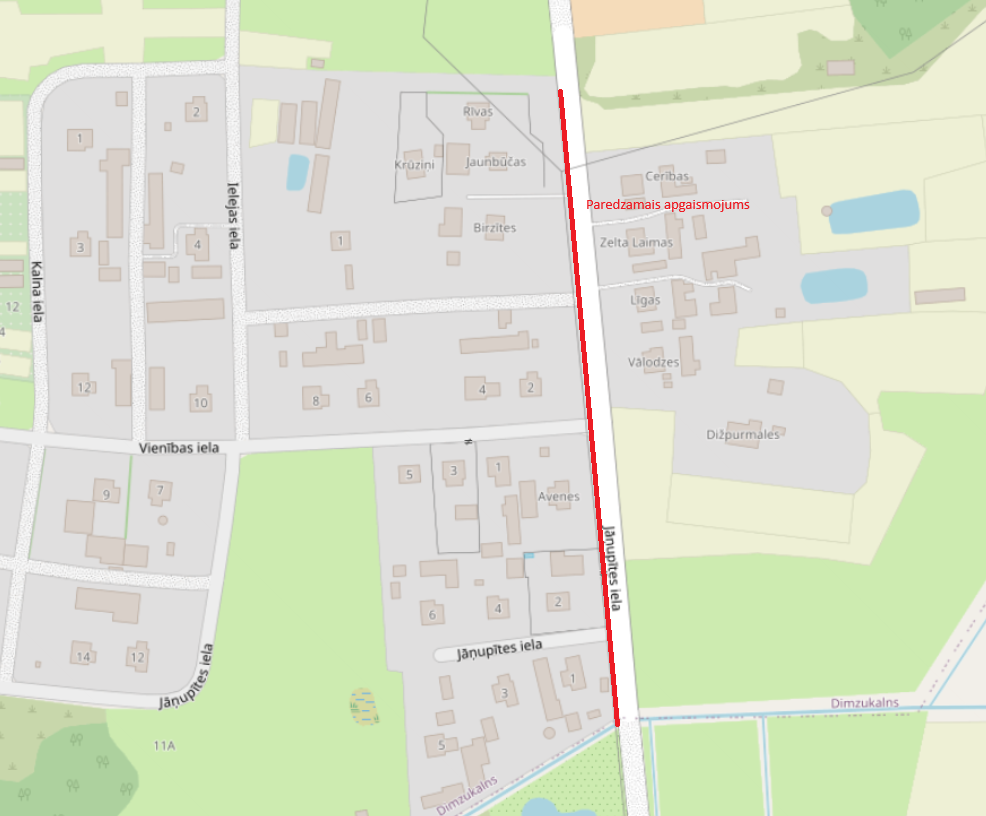 Rīvas
2
1
Krūziņi
Jaunbūčas
Cerības
Ielejas iela
Paredzamais apgaismojums
Birzītes
1
4
3
Zelta Laimas
Kalna iela
12
4
Līgas
Vālodzes
12
10
8
6
4
2
Dižpurmales
Vienības iela
5
3
1
9
7
Avenes
Jāņupītes iela
6
4
2
Jāņupītes iela
14
12
Jāņupītes iela
3
1
Dimzukalns
11A
5
Dimzukalns